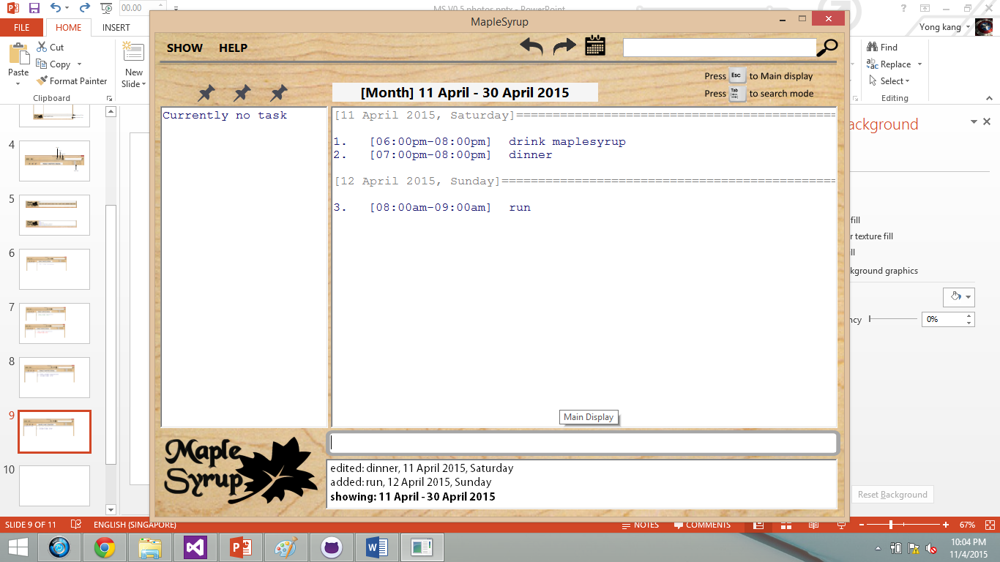 00.00
MS V0.5 photos.pptx - PowerPoint
MapleSyrup
FILE
HOME
INSERT
Yong kang
Paste
Cut
Copy
Format Painter
Clipboard
New
Slide
Find
Replace
Select
Editing
SHOW HELP
Press Esc to Main display
Press Tab to search mode
[Month] 11 April - 30 April 2015
Currently no task
[11 April 2015, Saturday]============================================
1. [06:00pm-08:00pm] drink maplesyrup
2. [07:00pm-08:00pm] dinner
[12 April 2015, Sunday]==============================================
3. [08:00am-09:00am] run
Main Display
Maple
Syrup
edited: dinner, 11 April 2015, Saturday
added: run, 12 April 2015, Sunday
showing: 11 April - 30 April 2015
4
5
6
7
8
9
10
ackground
fill
r texture fill
ll
kground graphics
ncy
0%
Reset Background
SLIDE 9 OF 11
ENGLISH (SINGAPORE)
NOTES
COMMENTS
67%
10:04 PM
11/4/2015